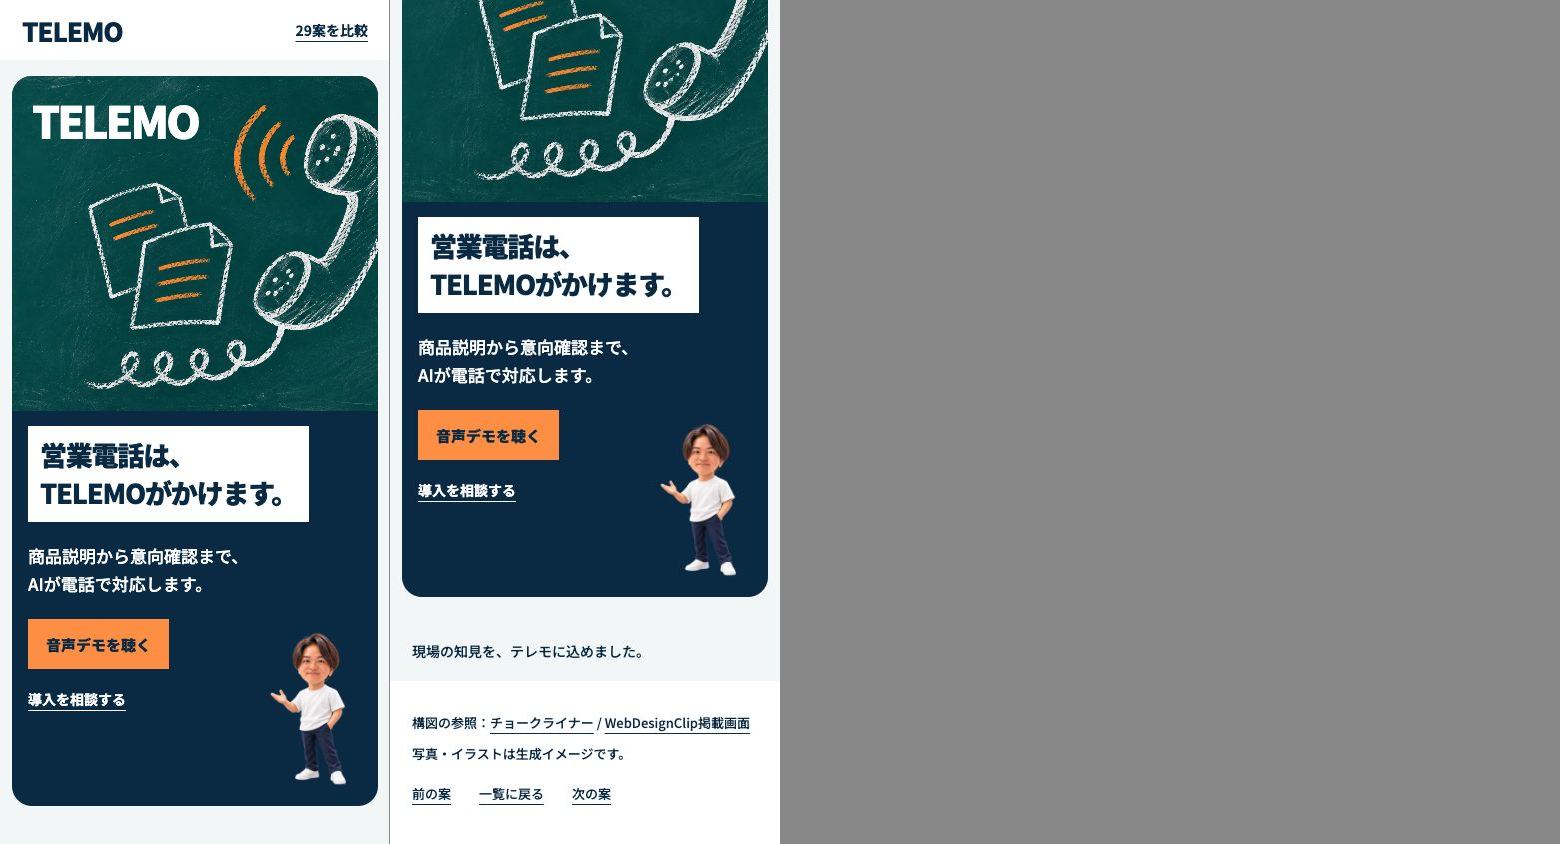 TELEMO
29案を比較
TELEMO
営業電話は、
TELEMOがかけます。
商品説明から意向確認まで、
AIが電話で対応します。
音声デモを聴く
導入を相談する
営業電話は、
TELEMOがかけます。
商品説明から意向確認まで、
AIが電話で対応します。
音声デモを聴く
導入を相談する
現場の知見を、テレモに込めました。
構図の参照：チョークライナー / WebDesignClip掲載画面
写真・イラストは生成イメージです。
前の案 一覧に戻る 次の案